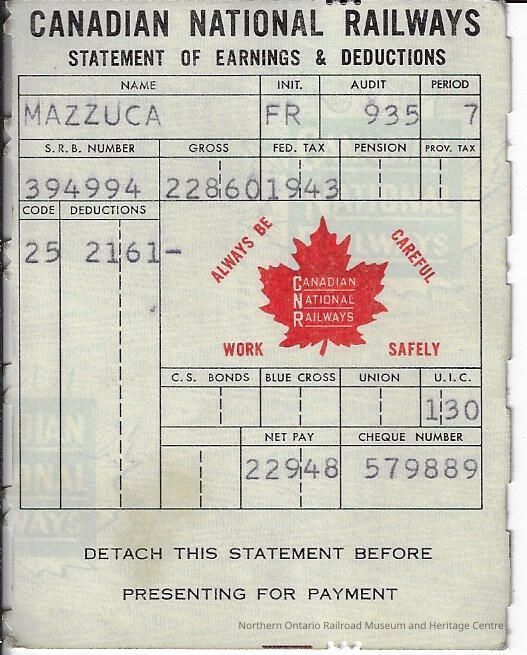 CANADIAN NATIONAL RAILWAYS
STATEMENT OF EARNINGS & DEDUCTIONS
NAME INIT. AUDIT PERIOD
MAZZUCA FR 935 7
S.R.B. NUMBER GROSS FED. TAX PENSION PROV. TAX
394994 22860 1943
CODE DEDUCTIONS
25 2161-
ALWAYS BE CAREFUL
CANADIAN
NATIONAL
RAILWAYS
WORK SAFELY
C.S. BONDS BLUE CROSS UNION U.I.C.
130
NET PAY CHEQUE NUMBER
22948 579889
DETACH THIS STATEMENT BEFORE
PRESENTING FOR PAYMENT
Northern Ontario Railroad Museum and Heritage Centre